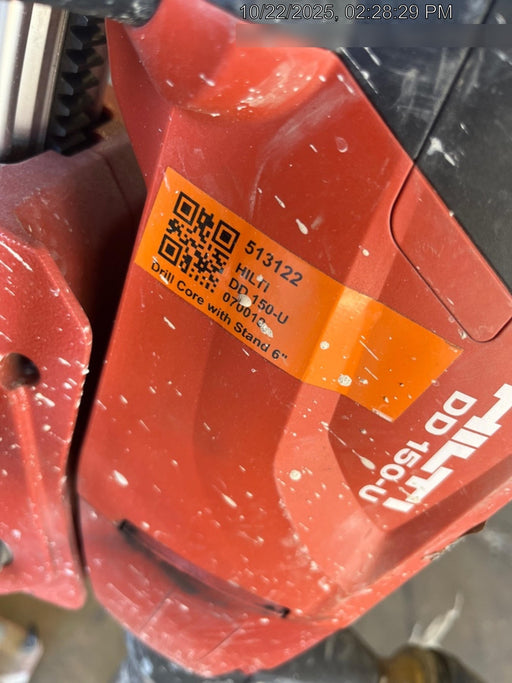 10/22/2025, 02:28:29 PM
513122
HILTI
DD 150-U
Drill Core with Stand 6"
HILTI
DD 150-U